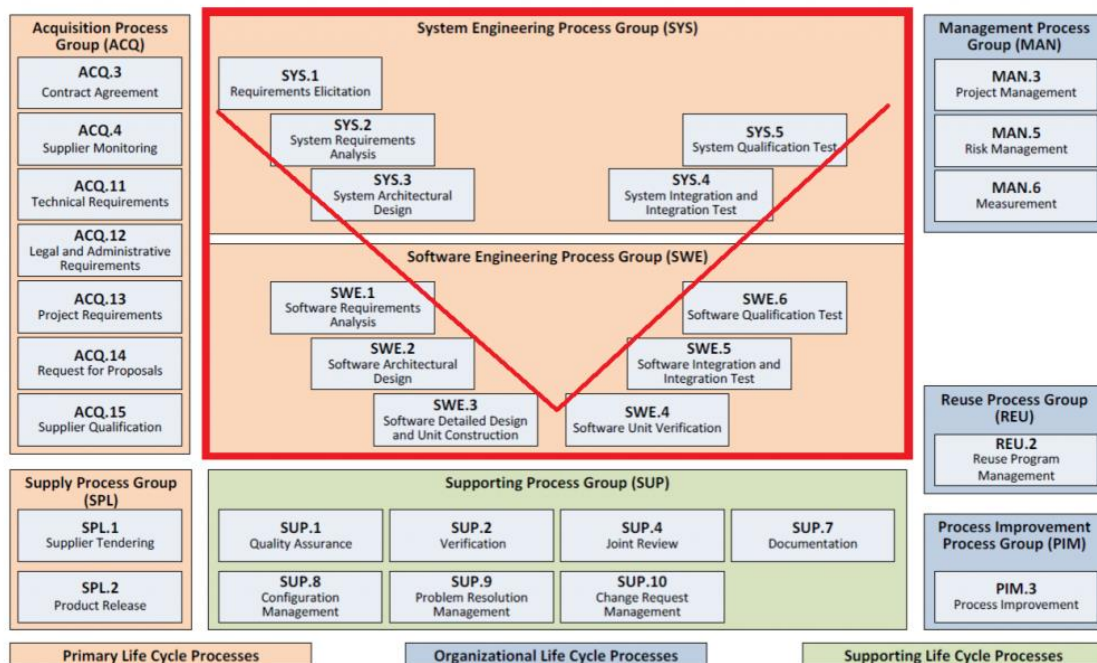 Acquisition Process
Group (ACQ)
ACQ.3
Contract Agreement
ACQ.4
Supplier Monitoring
ACQ.11
Technical Requirements
ACQ.12
Legal and Administrative
Requirements
ACQ.13
Project Requirements
ACQ.14
Request for Proposals
ACQ.15
Supplier Qualification
System Engineering Process Group (SYS)
SYS.1
Requirements Elicitation
SYS.2
System Requirements
Analysis
SYS.3
System Architectural
Design
SYS.5
System Qualification Test
SYS.4
System Integration and
Integration Test
Software Engineering Process Group (SWE)
SWE.1
Software Requirements
Analysis
SWE.2
Software Architectural
Design
SWE.3
Software Detailed Design
and Unit Construction
SWE.6
Software Qualification Test
SWE.5
Software Integration and
Integration Test
SWE.4
Software Unit Verification
Management Process
Group (MAN)
MAN.3
Project Management
MAN.5
Risk Management
MAN.6
Measurement
Reuse Process Group
(REU)
REU.2
Reuse Program
Management
Supply Process Group
(SPL)
SPL.1
Supplier Tendering
SPL.2
Product Release
Supporting Process Group (SUP)
SUP.1
Quality Assurance
SUP.2
Verification
SUP.4
Joint Review
SUP.7
Documentation
SUP.8
Configuration
Management
SUP.9
Problem Resolution
Management
SUP.10
Change Request
Management
Process Improvement
Process Group (PIM)
PIM.3
Process Improvement
Primary Life Cycle Processes
Organizational Life Cycle Processes
Supporting Life Cycle Processes